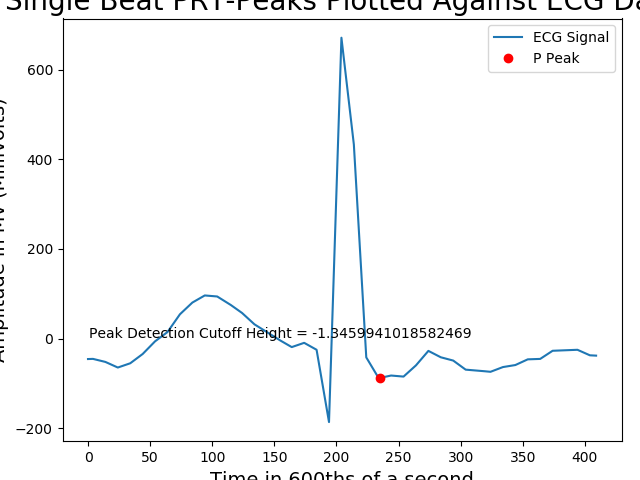 Single Beat PRT-Peaks Plotted Against ECG Da
ECG Signal
P Peak
600
400
200
0
−200
Peak Detection Cutoff Height = -1.3459941018582469
0 50 100 150 200 250 300 350 400
Time in 600ths of a second
Amplitude in MV (MilliVolts)